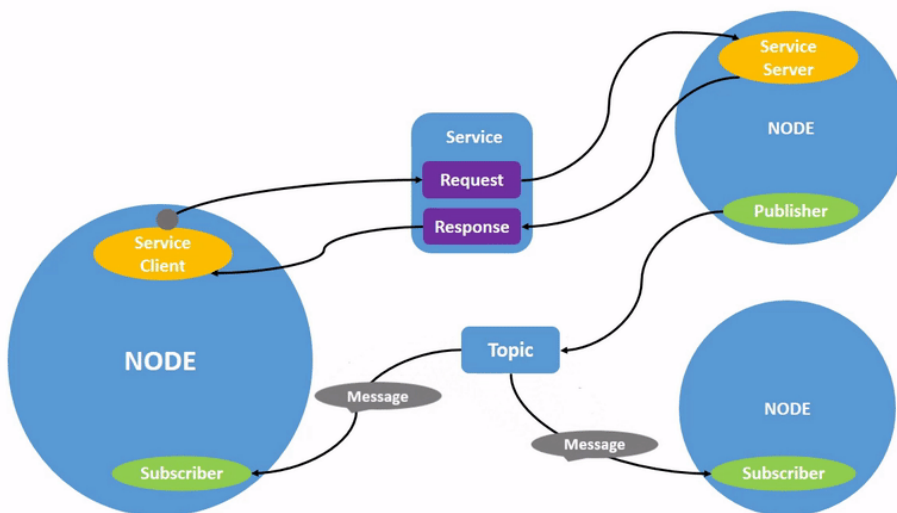 Service
Server
NODE
Publisher
Service
Request
Response
Service
Client
NODE
Subscriber
Topic
Message
Message
NODE
Subscriber